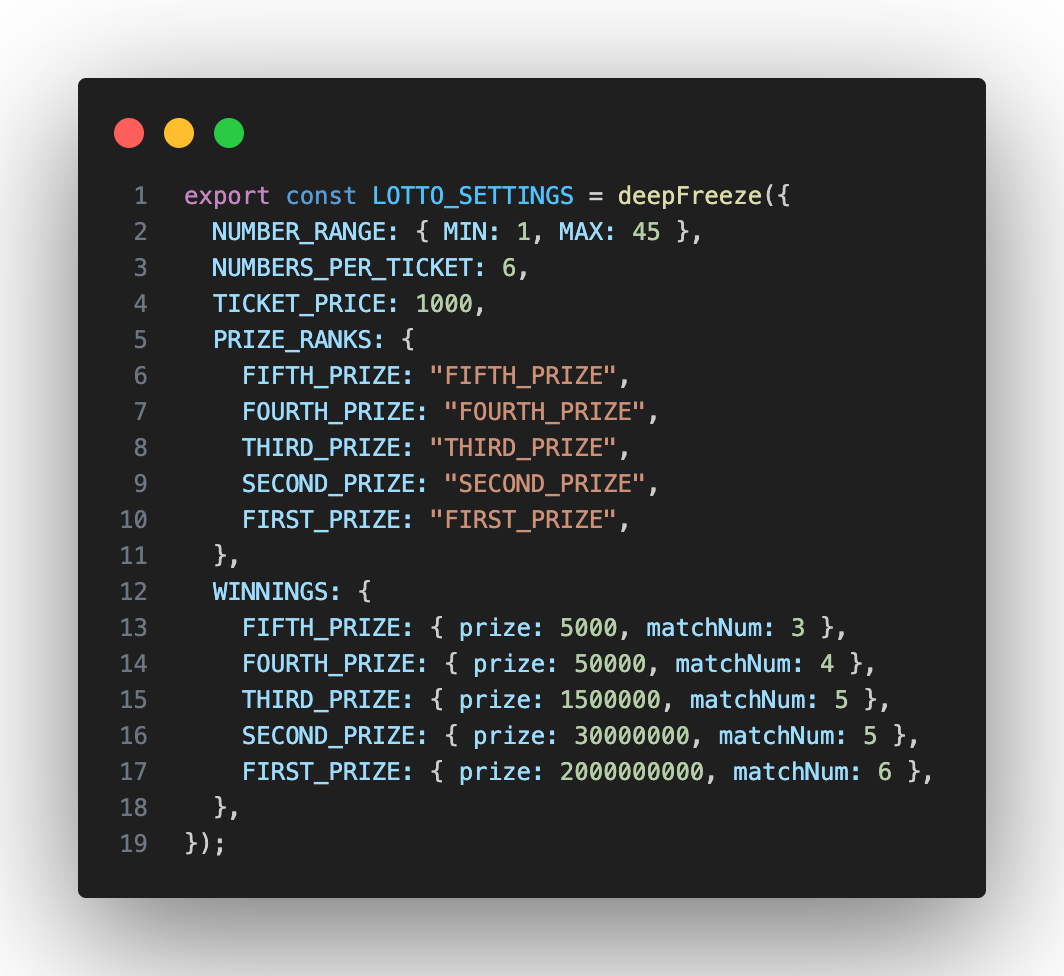 1 export const LOTTO_SETTINGS = deepFreeze({
2   NUMBER_RANGE: { MIN: 1, MAX: 45 },
3   NUMBERS_PER_TICKET: 6,
4   TICKET_PRICE: 1000,
5   PRIZE_RANKS: {
6     FIFTH_PRIZE: "FIFTH_PRIZE",
7     FOURTH_PRIZE: "FOURTH_PRIZE",
8     THIRD_PRIZE: "THIRD_PRIZE",
9     SECOND_PRIZE: "SECOND_PRIZE",
10     FIRST_PRIZE: "FIRST_PRIZE",
11   },
12   WINNINGS: {
13     FIFTH_PRIZE: { prize: 5000, matchNum: 3 },
14     FOURTH_PRIZE: { prize: 50000, matchNum: 4 },
15     THIRD_PRIZE: { prize: 1500000, matchNum: 5 },
16     SECOND_PRIZE: { prize: 30000000, matchNum: 5 },
17     FIRST_PRIZE: { prize: 2000000000, matchNum: 6 },
18   },
19 });